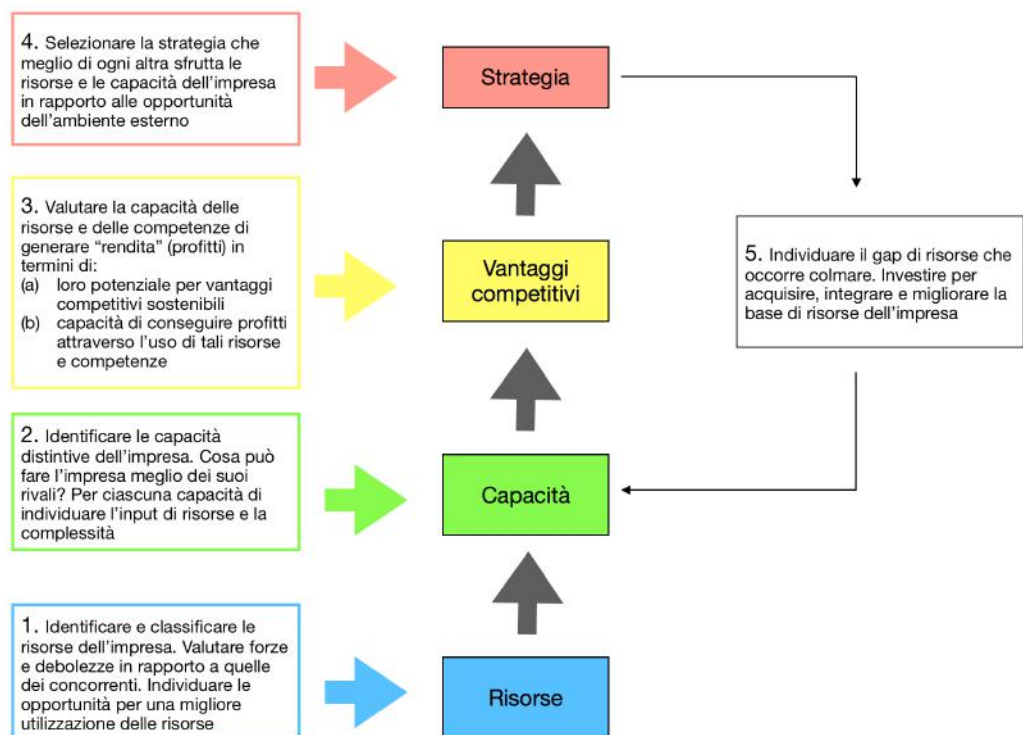 4. Selezionare la strategia che
meglio di ogni altra sfrutta le
risorse e le capacità dell'impresa
in rapporto alle opportunità
dell'ambiente esterno
Strategia
3. Valutare la capacità delle
risorse e delle competenze di
generare “rendita” (profitti) in
termini di:
(a) loro potenziale per vantaggi
competitivi sostenibili
(b) capacità di conseguire profitti
attraverso l'uso di tali risorse
e competenze
Vantaggi
competitivi
5. Individuare il gap di risorse che
occorre colmare. Investire per
acquisire, integrare e migliorare la
base di risorse dell'impresa
2. Identificare le capacità
distintive dell'impresa. Cosa può
fare l'impresa meglio dei suoi
rivali? Per ciascuna capacità di
individuare l'input di risorse e la
complessità
Capacità
1. Identificare e classificare le
risorse dell'impresa. Valutare forze
e debolezze in rapporto a quelle
dei concorrenti. Individuare le
opportunità per una migliore
utilizzazione delle risorse
Risorse